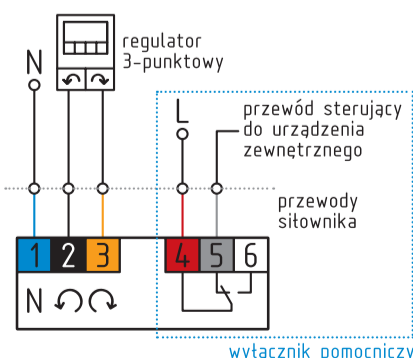 regulator
3-punktowy
N
L
przewód sterujący
do urządzenia
zewnętrznego
przewody
siłownika
1 2 3 4 5 6
N
wyłącznik pomocniczy